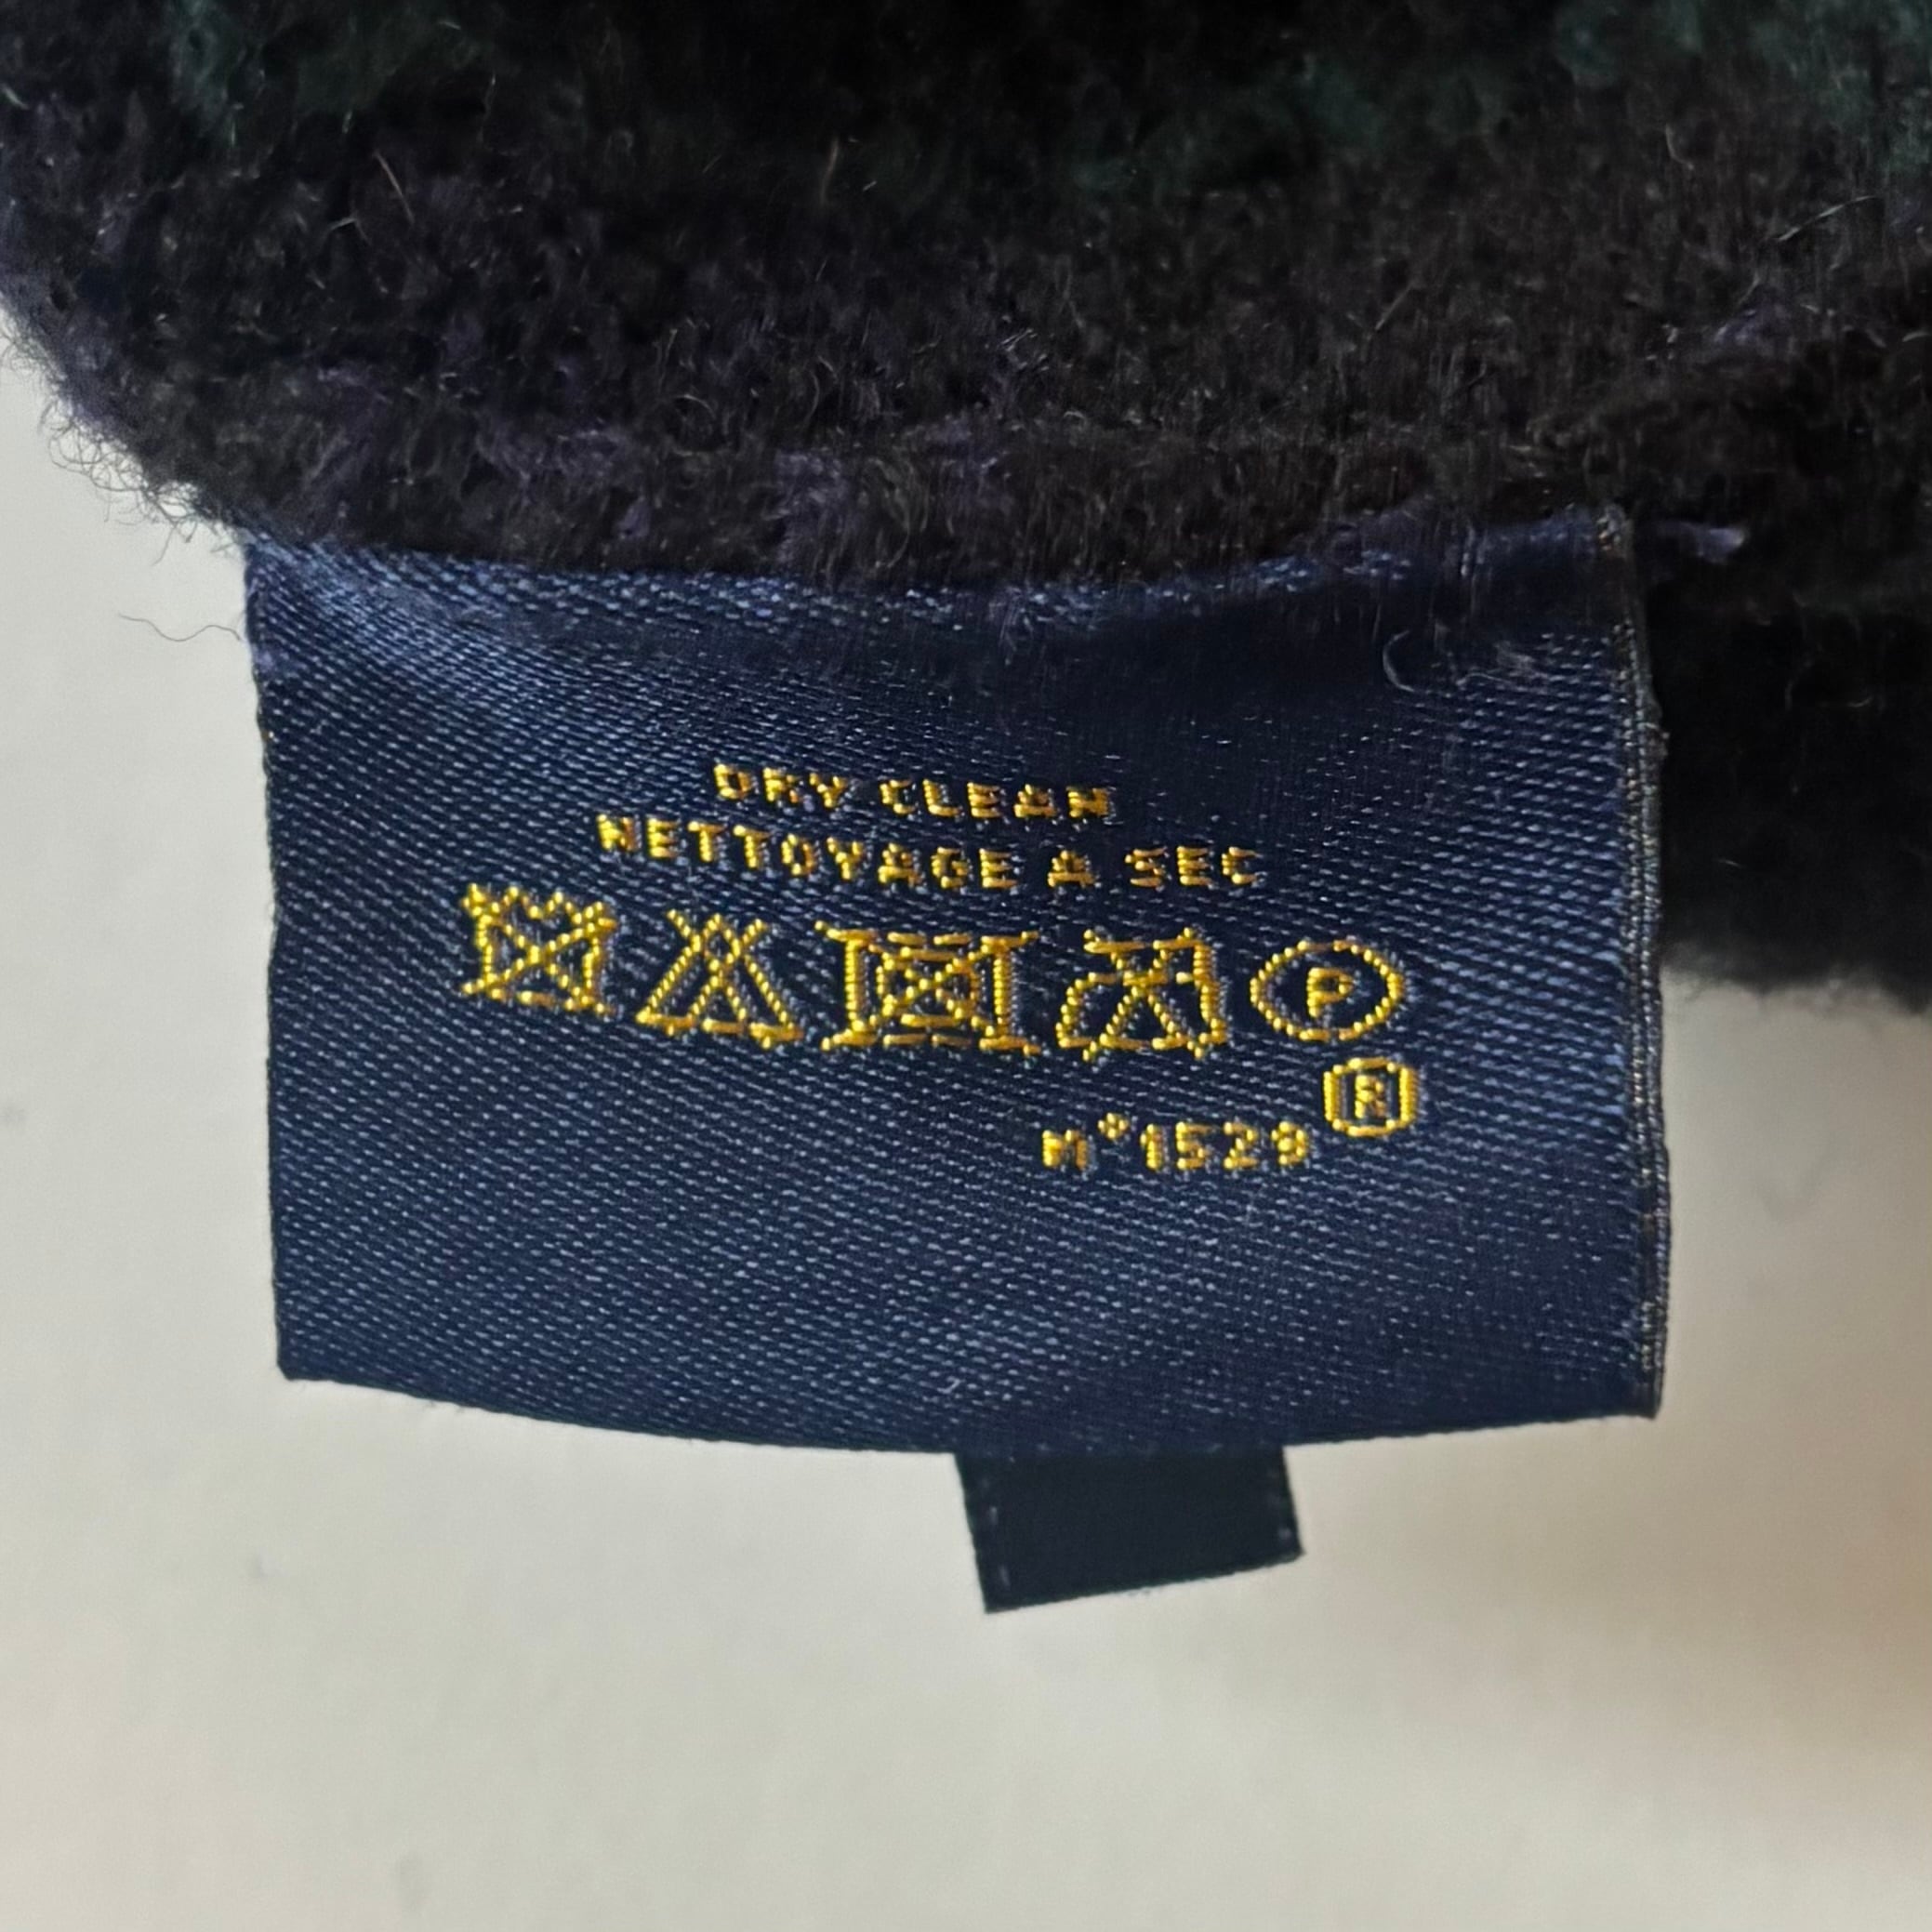 DRY CLEAN
NETTOYAGE A SEC
P
®
N°1529